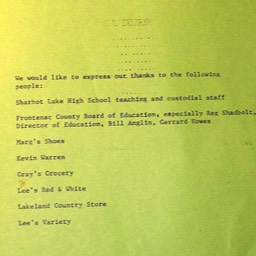 We would like to express our thanks to the following
people:
Sharbot Lake High School teaching and custodial staff
Frontenac County Board of Education, especially Raz Shadbolt,
Director of Education, Bill Anglin, Gerrard Howes
Marg's Shoes
Kevin Warren
Gray's Grocery
Lee's Red & White
Lakeland Country Store
Lee's Variety